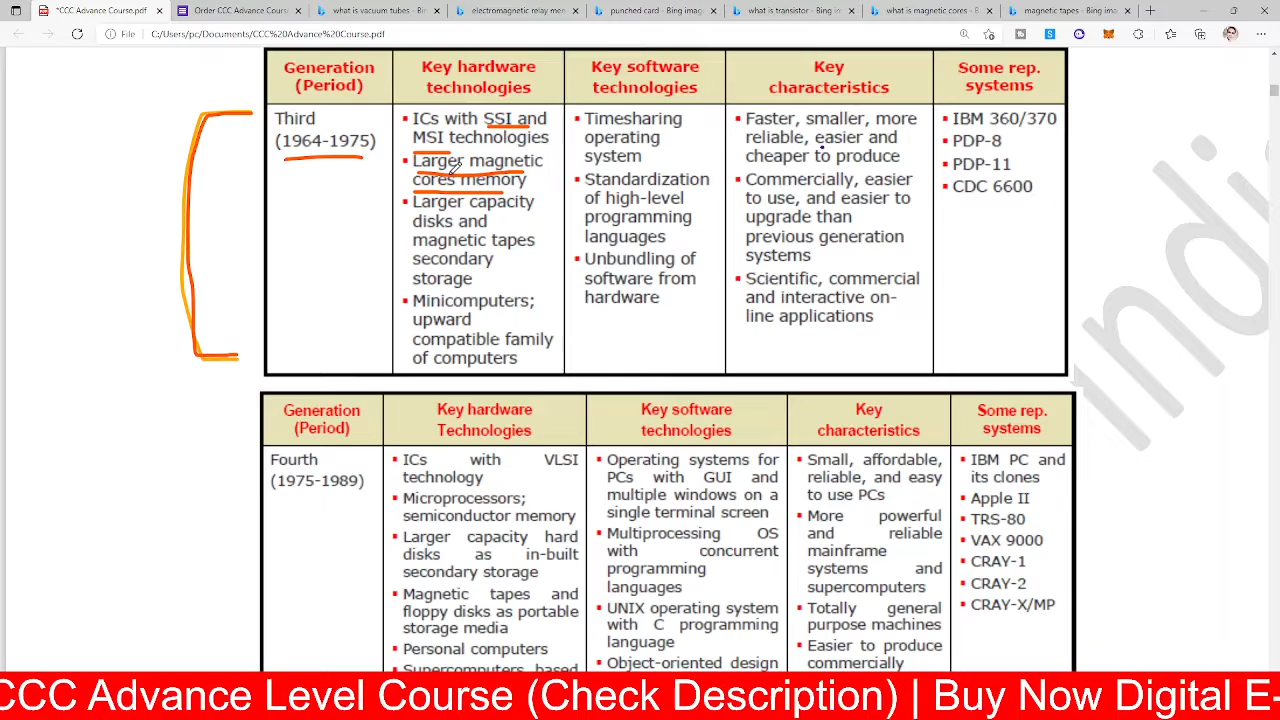 *CCC Advance Course.pdf
Order CCC Advance Course
what is vacuum tubes - Bing
electromagnetic relay mem
punched card - Bing imag
what is transistor - Bing im
what is magnetic cores - B
magnetic tapes - Bing ima
File
C:/Users/pc/Documents/CCC%20Advance%20Course.pdf
Generation (Period)
Key hardware technologies
Key software technologies
Key characteristics
Some rep. systems
Third
(1964-1975)
ICs with SSI and
MSI technologies
Larger magnetic
cores memory
Larger capacity
disks and
magnetic tapes
secondary
storage
Minicomputers;
upward
compatible family
of computers
Timesharing
operating
system
Standardization
of high-level
programming
languages
Unbundling of
software from
hardware
Faster, smaller, more
reliable, easier and
cheaper to produce
Commercially, easier
to use, and easier to
upgrade than
previous generation
systems
Scientific, commercial
and interactive on-
line applications
IBM 360/370
PDP-8
PDP-11
CDC 6600
Generation (Period)
Key hardware Technologies
Key software technologies
Key characteristics
Some rep. systems
Fourth
(1975-1989)
ICs with VLSI
technology
Microprocessors;
semiconductor memory
Larger capacity hard
disks as in-built
secondary storage
Magnetic tapes and
floppy disks as portable
storage media
Personal computers
Supercomputers based
Operating systems for
PCs with GUI and
multiple windows on a
single terminal screen
Multiprocessing OS
with concurrent
programming
languages
UNIX operating system
with C programming
language
Object-oriented design
Small, affordable,
reliable, and easy
to use PCs
More powerful
and reliable
mainframe
systems and
supercomputers
Totally general
purpose machines
Easier to produce
commercially
IBM PC and
its clones
Apple II
TRS-80
VAX 9000
CRAY-1
CRAY-2
CRAY-X/MP
CCC Advance Level Course (Check Description) | Buy Now Digital E-